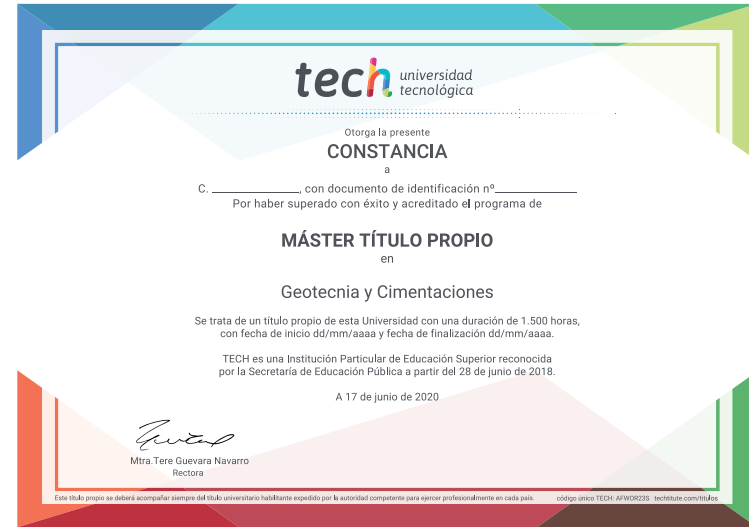 tech universidad
tecnológica
Otorga la presente
CONSTANCIA
a
C. ______________, con documento de identificación nº______________
Por haber superado con éxito y acreditado el programa de
MÁSTER TÍTULO PROPIO
en
Geotecnia y Cimentaciones
Se trata de un título propio de esta Universidad con una duración de 1.500 horas,
con fecha de inicio dd/mm/aaaa y fecha de finalización dd/mm/aaaa.
TECH es una Institución Particular de Educación Superior reconocida
por la Secretaría de Educación Pública a partir del 28 de junio de 2018.
A 17 de junio de 2020
Mtra.Tere Guevara Navarro
Rectora
Este título propio se deberá acompañar siempre del título universitario habilitante expedido por la autoridad competente para ejercer profesionalmente en cada país. código único TECH: AFWOR23S techtitute.com/titulos